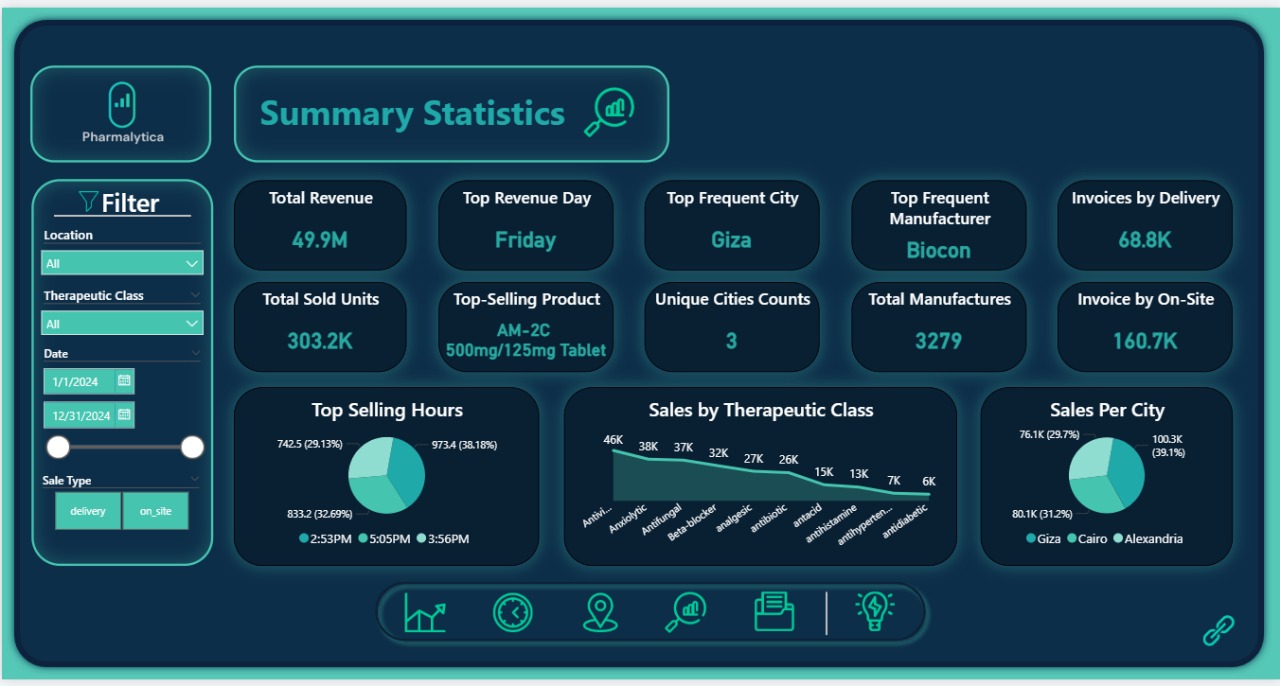 Pharmalytica
Summary Statistics
Filter
Location
All
Therapeutic Class
All
Date
1/1/2024
12/31/2024
Sale Type
delivery
on_site
Total Revenue
49.9M
Top Revenue Day
Friday
Top Frequent City
Giza
Top Frequent
Manufacturer
Biocon
Invoices by Delivery
68.8K
Total Sold Units
303.2K
Top-Selling Product
AM-2C
500mg/125mg Tablet
Unique Cities Counts
3
Total Manufactures
3279
Invoice by On-Site
160.7K
Top Selling Hours
742.5 (29.13%)
973.4 (38.18%)
833.2 (32.69%)
2:53PM 5:05PM 3:56PM
Sales by Therapeutic Class
46K 38K 37K 32K 27K 26K 15K 13K 7K 6K
Antivi...
Anxiolytic
Antifungal
Beta-blocker
analgesic
antibiotic
antacid
antihistamine
antihyperten...
antidiabetic
Sales Per City
76.1K (29.7%)
100.3K
(39.1%)
80.1K (31.2%)
Giza Cairo Alexandria